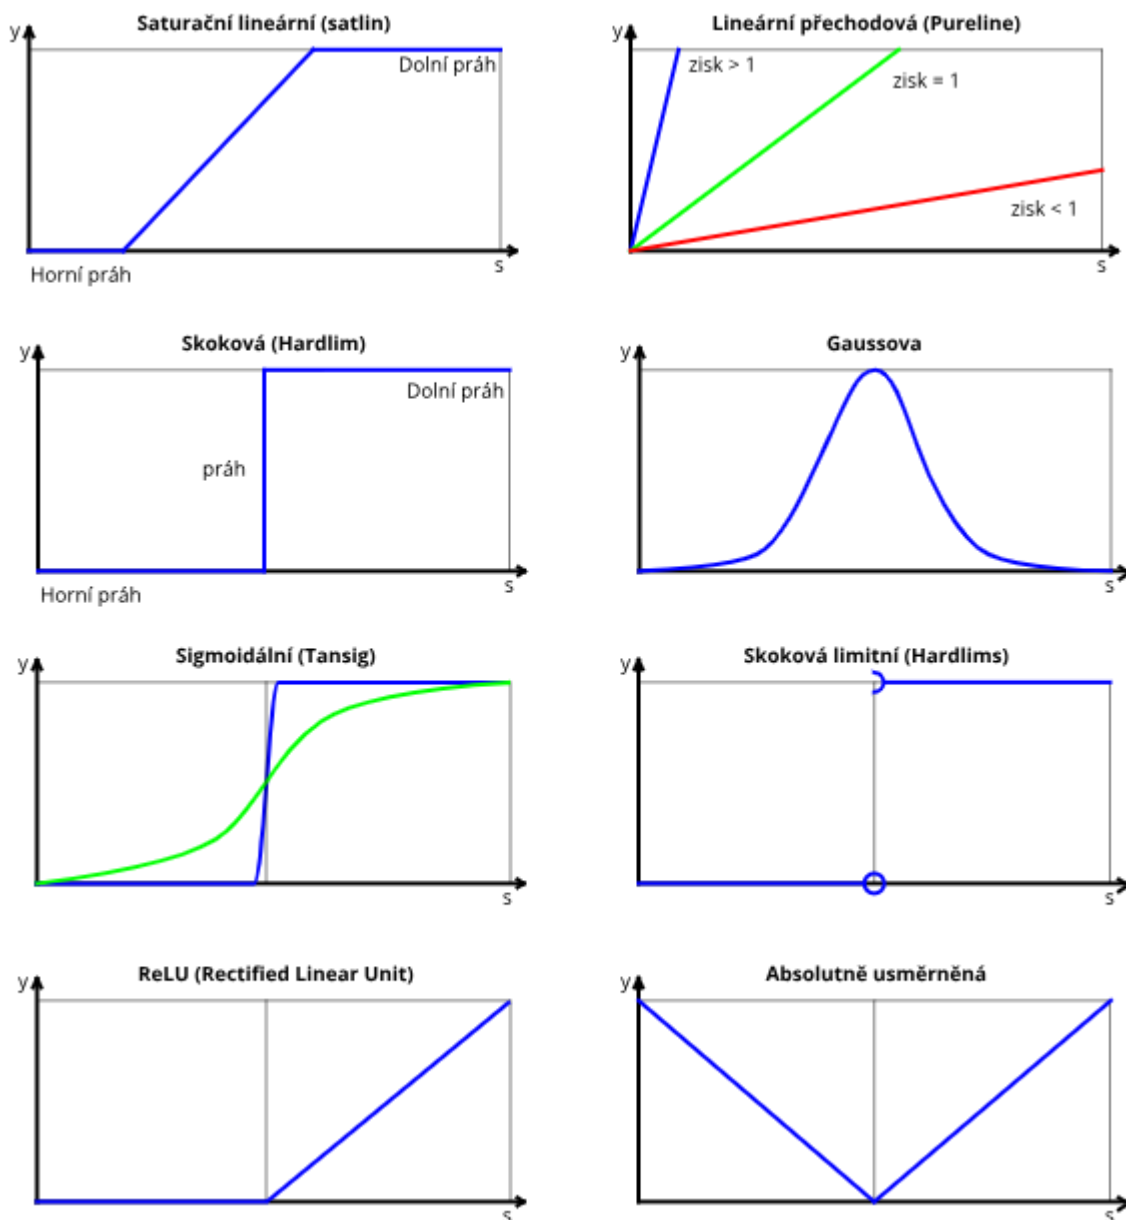 Saturační lineární (satlin)
y
Dolní práh
s
Horní práh
Lineární přechodová (Pureline)
y
zisk > 1
zisk = 1
zisk < 1
s
Skoková (Hardlim)
y
Dolní práh
práh
s
Horní práh
Gaussova
y
s
Sigmoidální (Tansig)
y
s
Skoková limitní (Hardlims)
y
s
ReLU (Rectified Linear Unit)
y
s
Absolutně usměrněná
y
s